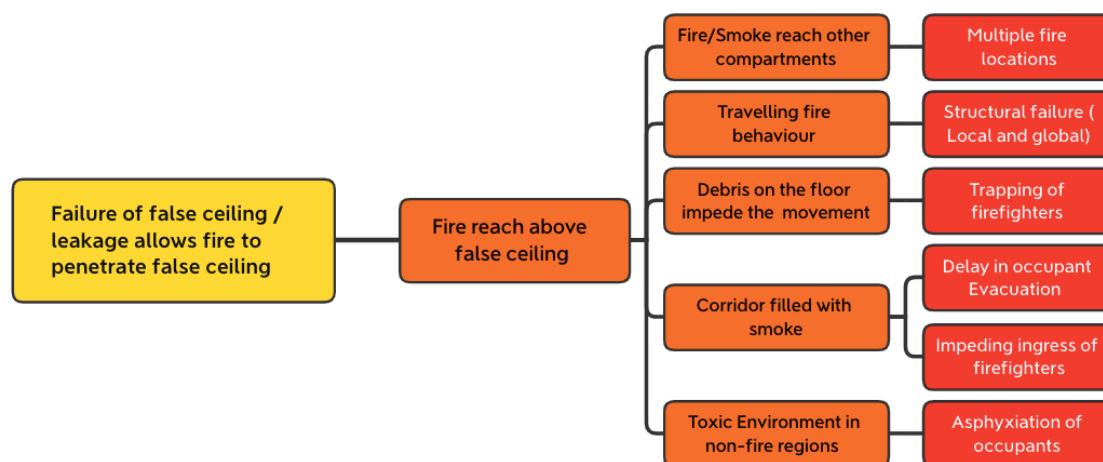 Failure of false ceiling /
leakage allows fire to
penetrate false ceiling
Fire reach above
false ceiling
Fire/Smoke reach other
compartments
Multiple fire
locations
Travelling fire
behaviour
Structural failure (
Local and global)
Debris on the floor
impede the movement
Trapping of
firefighters
Corridor filled with
smoke
Delay in occupant
Evacuation
Impeding ingress of
firefighters
Toxic Environment in
non-fire regions
Asphyxiation of
occupants